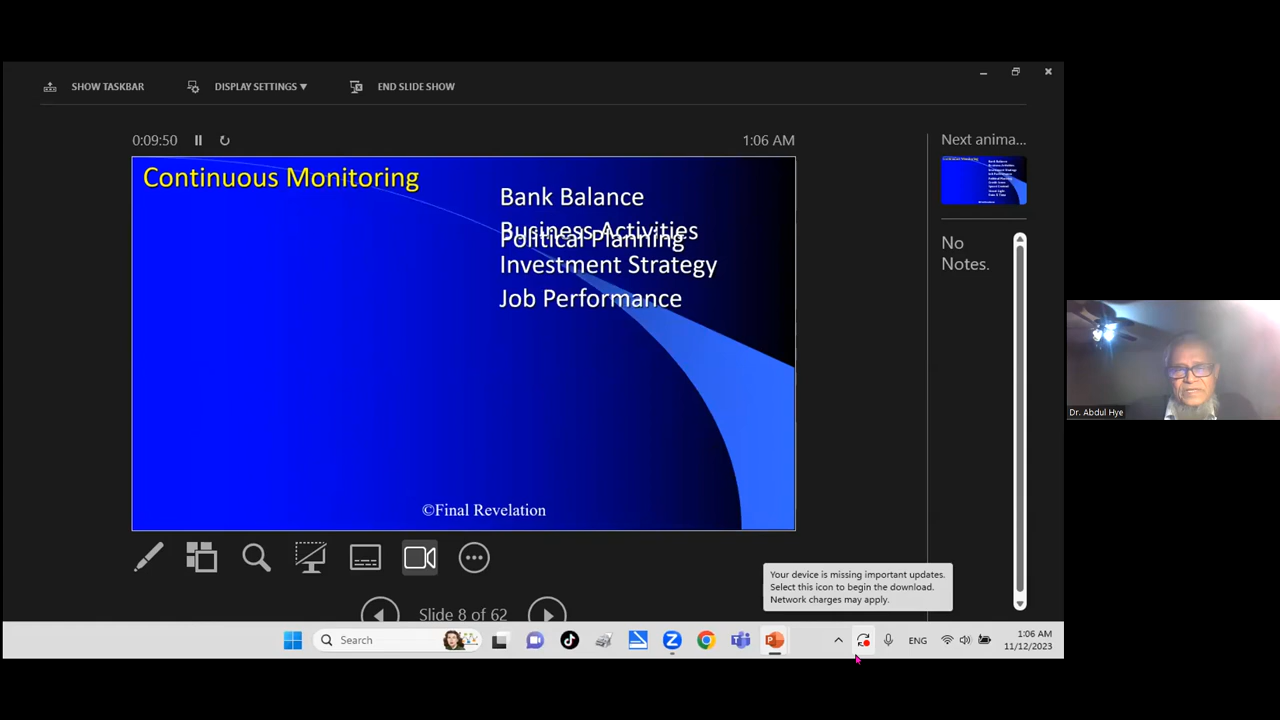 SHOW TASKBAR
DISPLAY SETTINGS ▼
END SLIDE SHOW
0:09:50
1:06 AM
Next anima...
Continuous Monitoring
Bank Balance
Business Activities
Political Planning
Investment Strategy
Job Performance
©Final Revelation
No
Notes.
Dr. Abdul Hye
Your device is missing important updates.
Select this icon to begin the download.
Network charges may apply.
Slide 8 of 62
Search
ENG
1:06 AM
11/12/2023